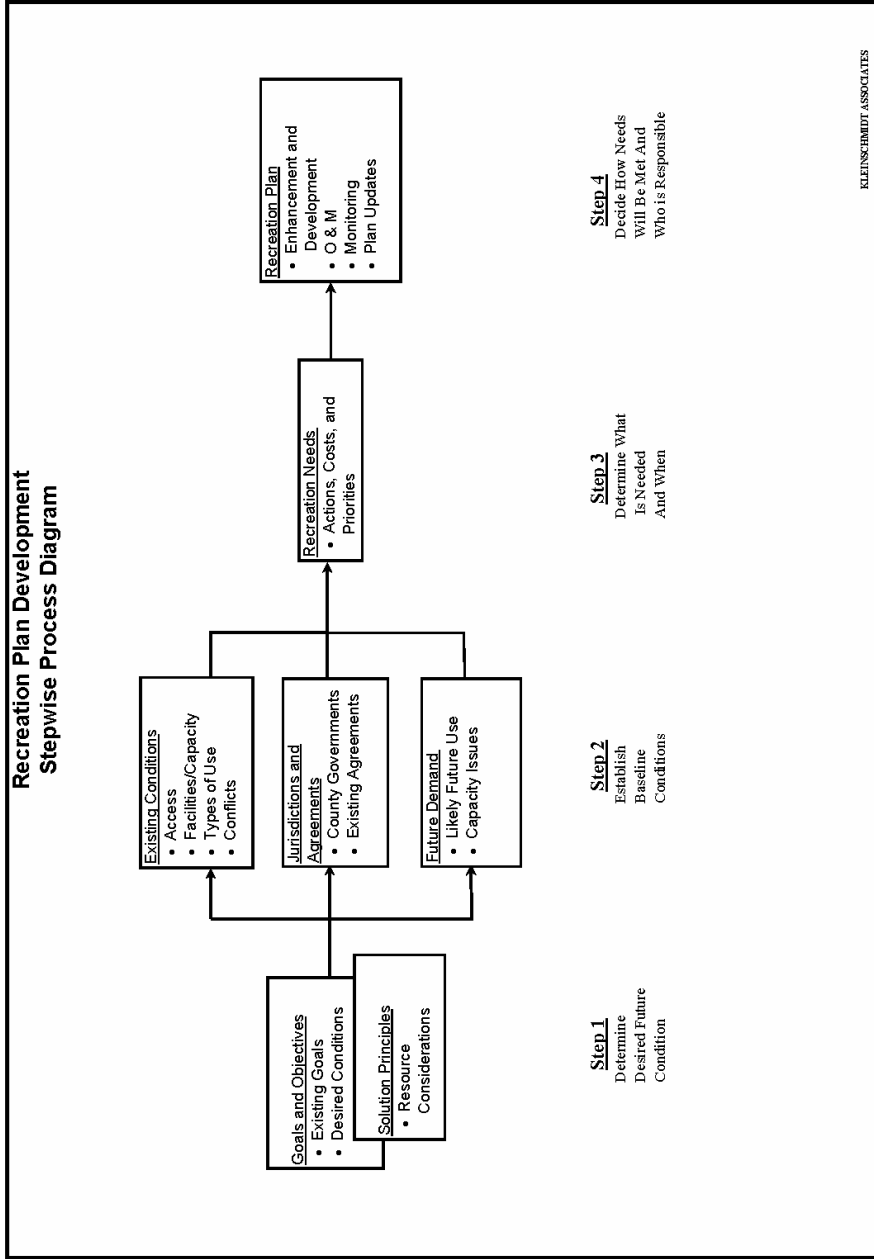 Recreation Plan Development
Stepwise Process Diagram
Goals and Objectives
• Existing Goals
• Desired Conditions
Solution Principles
• Resource
Considerations
Existing Conditions
• Access
• Facilities/Capacity
• Types of Use
• Conflicts
Jurisdictions and
Agreements
• County Governments
• Existing Agreements
Future Demand
• Likely Future Use
• Capacity Issues
Recreation Needs
• Actions, Costs, and
Priorities
Recreation Plan
• Enhancement and
Development
• O & M
• Monitoring
• Plan Updates
Step 1
Determine
Desired Future
Condition
Step 2
Establish
Baseline
Conditions
Step 3
Determine What
Is Needed
And When
Step 4
Decide How Needs
Will Be Met And
Who is Responsible
KLEINSCHMIDT ASSOCIATES